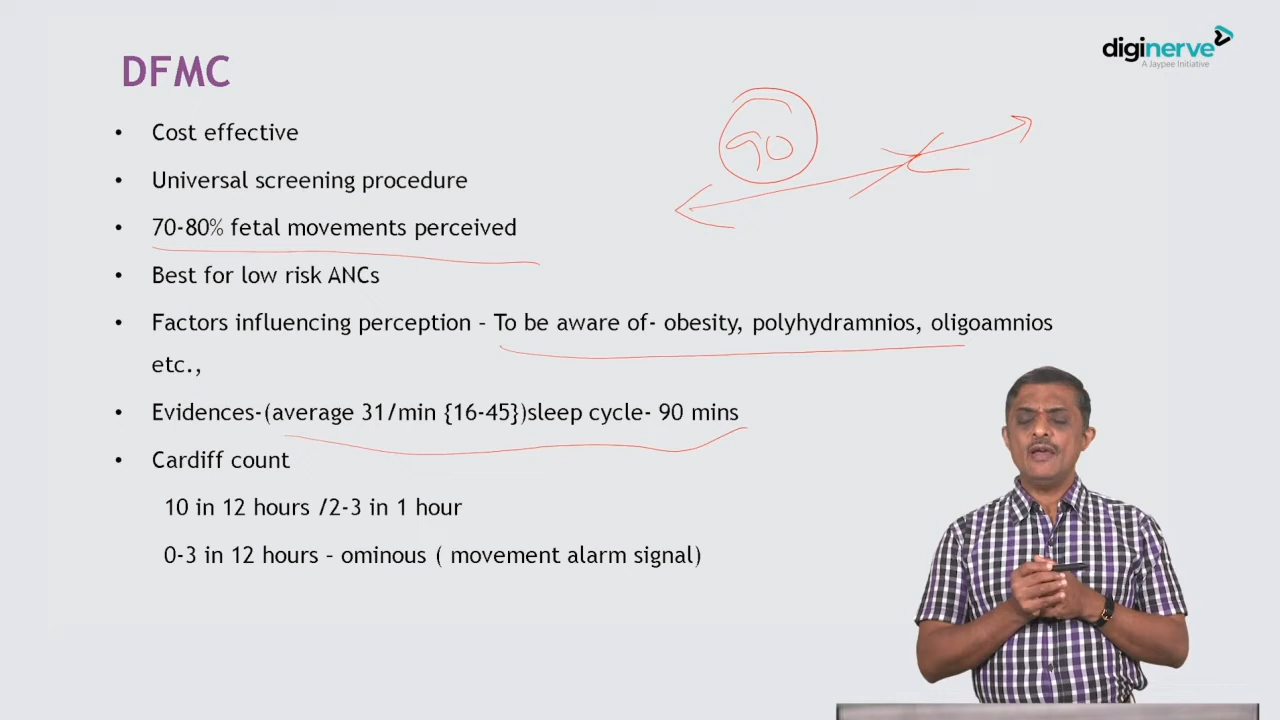 diginerve
A Jaypee Initiative
DFMC
• Cost effective
• Universal screening procedure
• 70-80% fetal movements perceived
• Best for low risk ANCs
• Factors influencing perception – To be aware of- obesity, polyhydramnios, oligoamnios
etc.,
• Evidences-(average 31/min {16-45})sleep cycle- 90 mins
• Cardiff count
10 in 12 hours /2-3 in 1 hour
0-3 in 12 hours – ominous ( movement alarm signal)
90